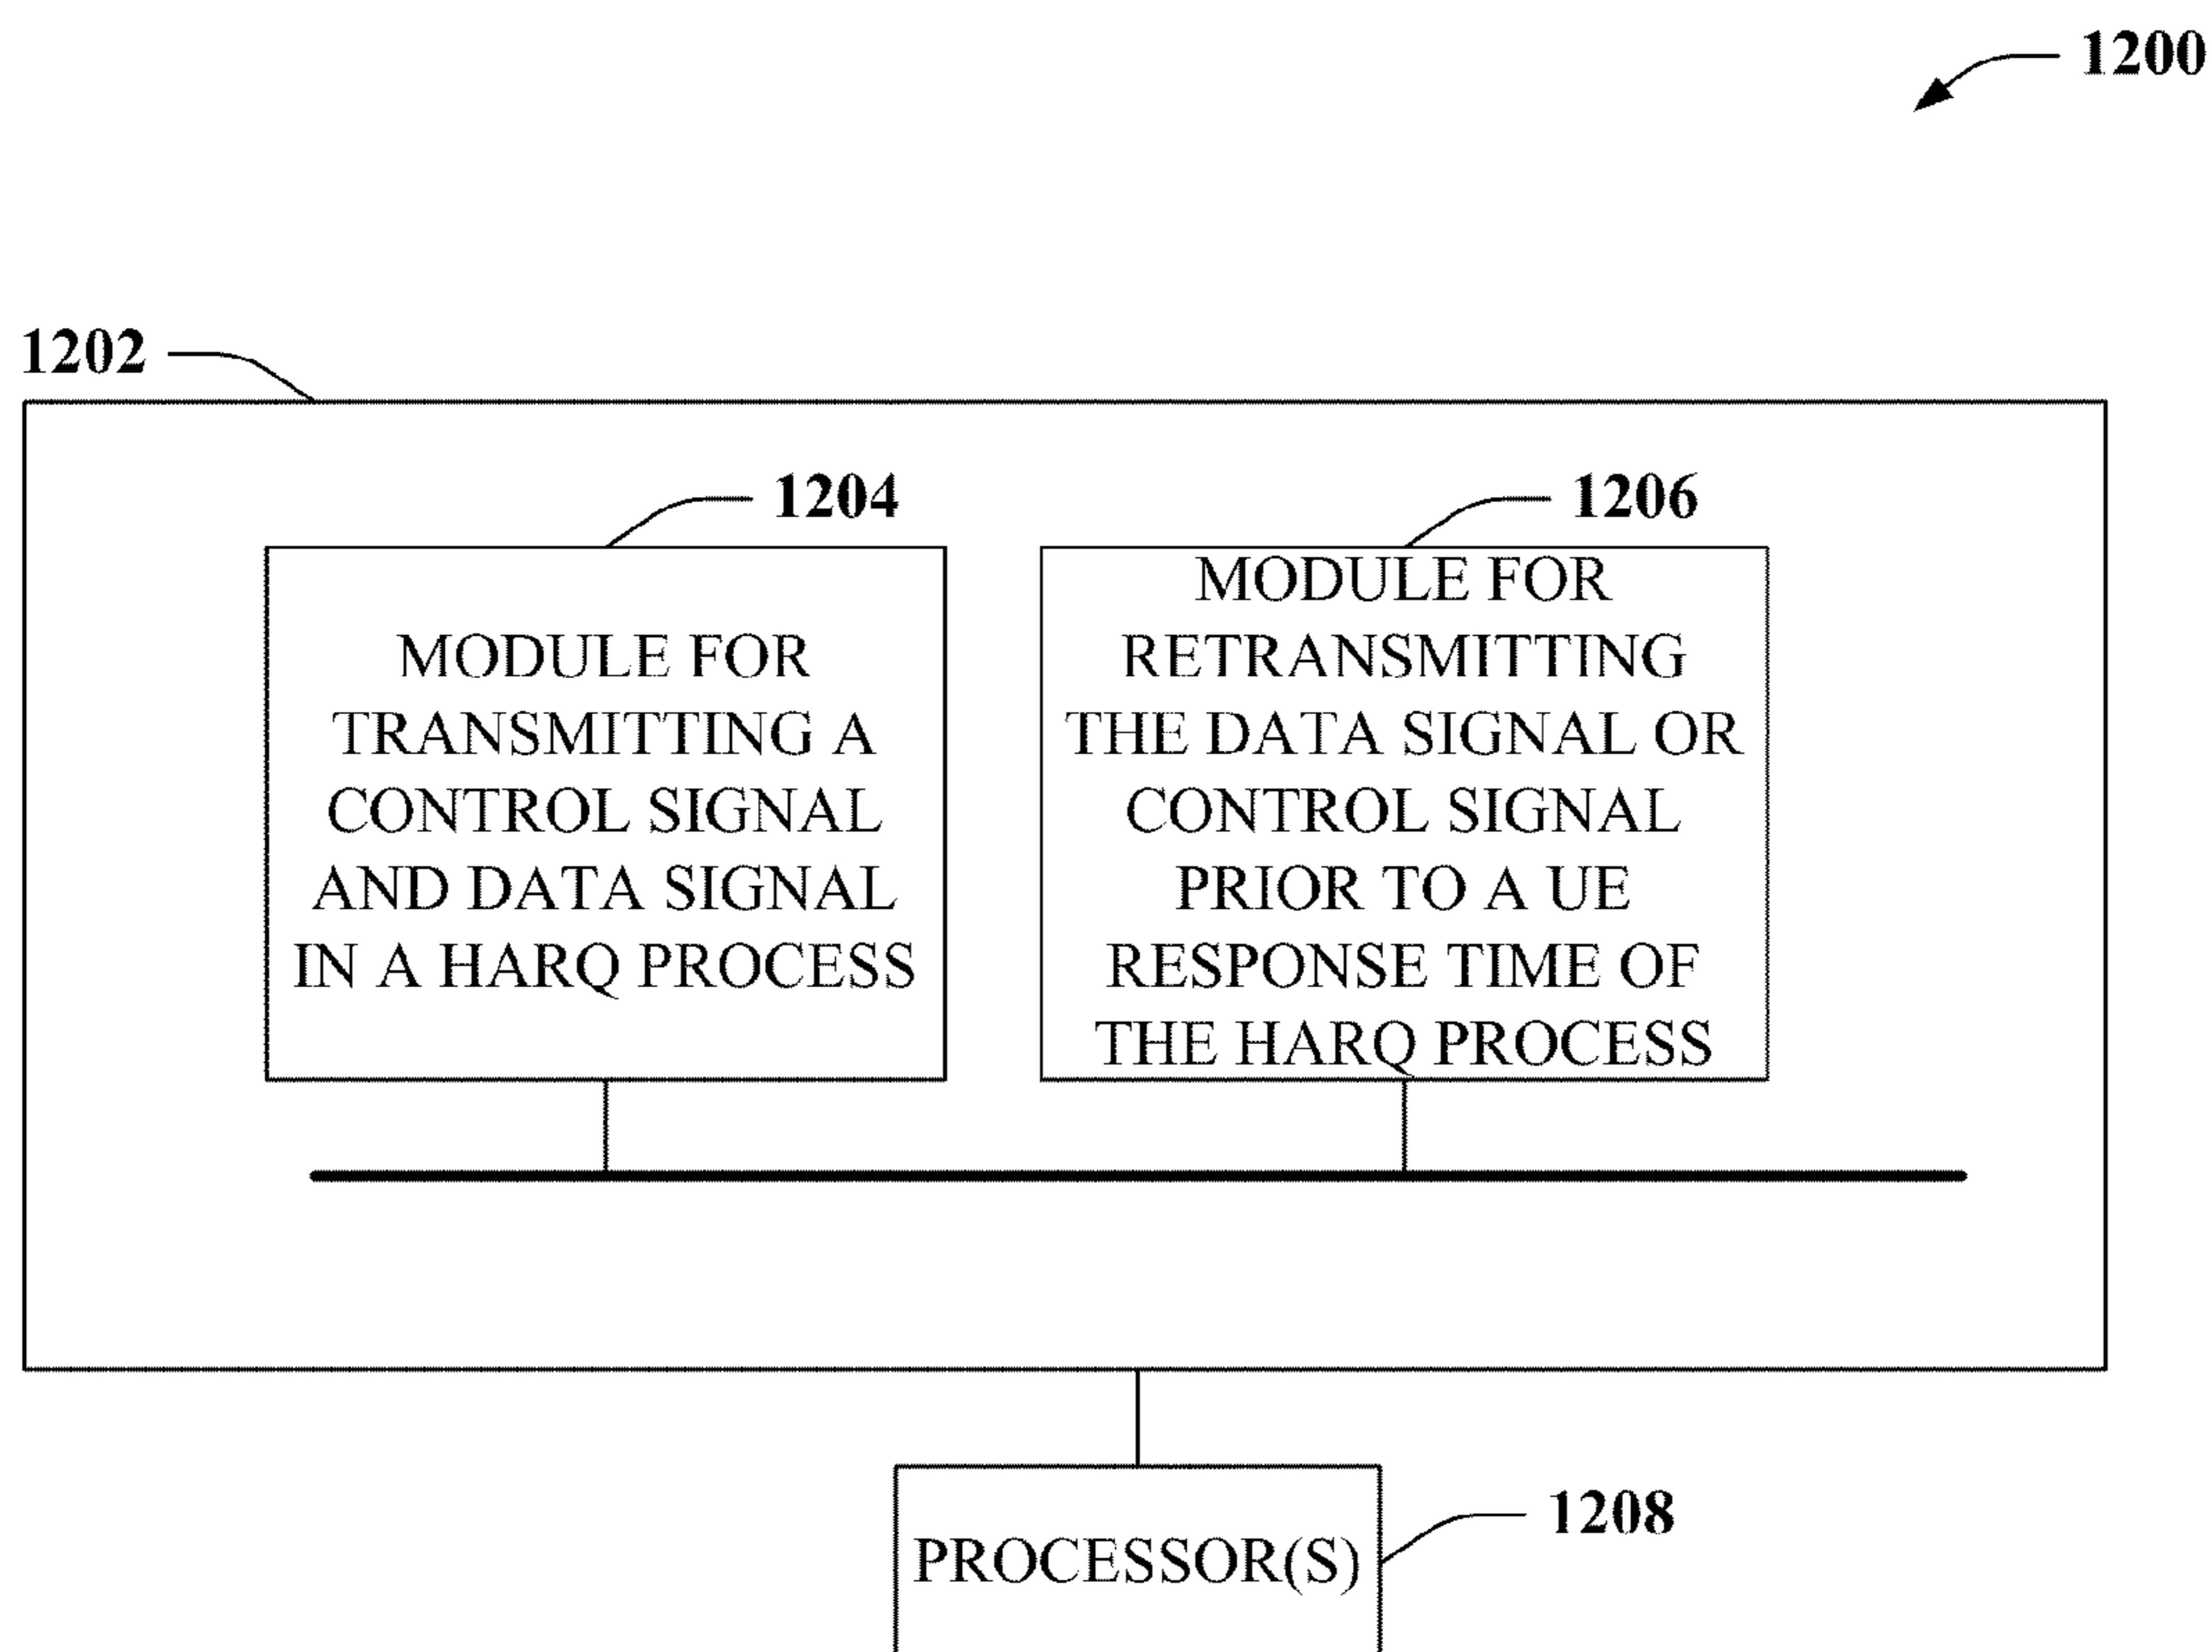 1200
1202
1204
1206
MODULE FOR
TRANSMITTING A
CONTROL SIGNAL
AND DATA SIGNAL
IN A HARQ PROCESS
MODULE FOR
RETRANSMITTING
THE DATA SIGNAL OR
CONTROL SIGNAL
PRIOR TO A UE
RESPONSE TIME OF
THE HARQ PROCESS
1208
PROCESSOR(S)